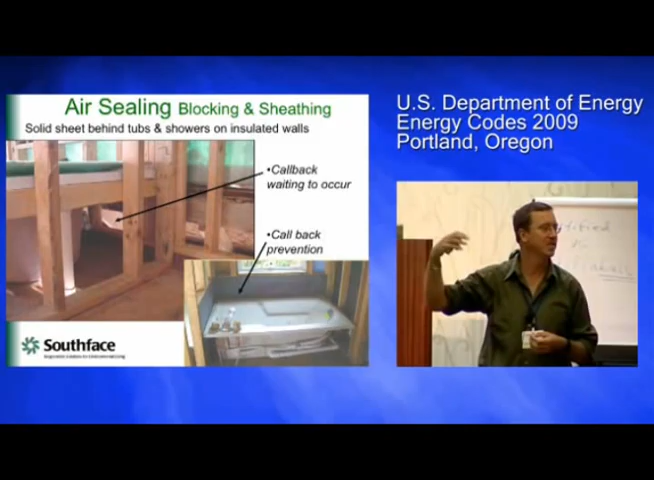 Air Sealing Blocking & Sheathing
Solid sheet behind tubs & showers on insulated walls
•Callback
waiting to occur
•Call back
prevention
Southface
U.S. Department of Energy
Energy Codes 2009
Portland, Oregon